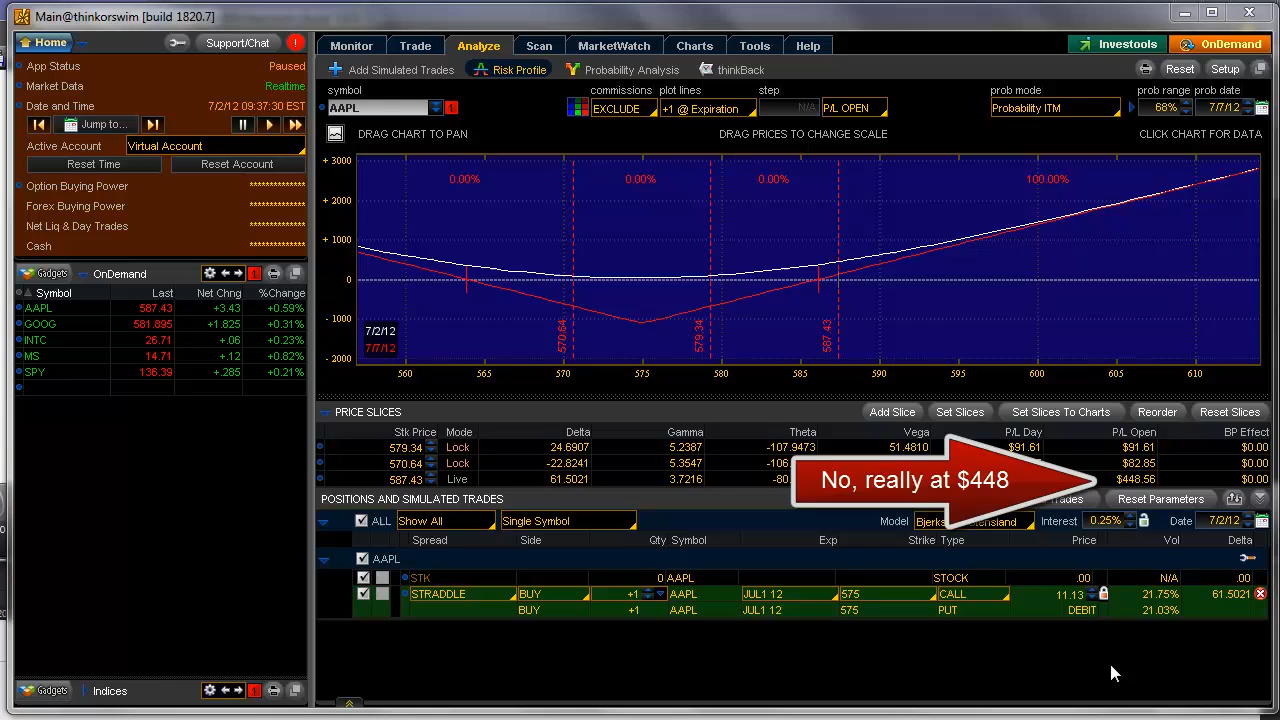 Main@thinkorswim [build 1820.7]
Home
Support/Chat
Monitor Trade Analyze Scan MarketWatch Charts Tools Help
Investools OnDemand
App Status Paused
Market Data Realtime
Date and Time 7/2/12 09:37:30 EST
Jump to...
Active Account Virtual Account
Reset Time Reset Account
Option Buying Power **************
Forex Buying Power **************
Net Liq & Day Trades **************
Cash **************
Gadgets OnDemand 1
Symbol Last Net Chng %Change
AAPL 587.43 +3.43 +0.59%
GOOG 581.895 +1.825 +0.31%
INTC 26.71 +.06 +0.23%
MS 14.71 +.12 +0.82%
SPY 136.39 +.285 +0.21%
Gadgets Indices 1
Add Simulated Trades Risk Profile Probability Analysis thinkBack Reset Setup
symbol commissions plot lines step prob mode prob range prob date
AAPL 1 EXCLUDE +1 @ Expiration N/A P/L OPEN Probability ITM 68% 7/7/12
DRAG CHART TO PAN DRAG PRICES TO CHANGE SCALE CLICK CHART FOR DATA
+ 3000
+ 2000
+ 1000
0
- 1000
- 2000
0.00% 0.00% 0.00% 100.00%
570.64 579.34 587.43
7/2/12
7/7/12
560 565 570 575 580 585 590 595 600 605 610
PRICE SLICES Add Slice Set Slices Set Slices To Charts Reorder Reset Slices
Stk Price Mode Delta Gamma Theta Vega P/L Day P/L Open BP Effect
579.34 Lock 24.6907 5.2387 -107.9473 51.4810 $91.61 $91.61 $0.00
570.64 Lock -22.8241 5.3547 -106 $82.85 $0.00
587.43 Live 61.5021 3.7216 -80 $448.56 $0.00
No, really at $448
POSITIONS AND SIMULATED TRADES Trades Reset Parameters
ALL Show All Single Symbol Model Bjerks Interest 0.25% Date 7/2/12
Spread Side Qty Symbol Exp Strike Type Price Vol Delta
AAPL
STK 0 AAPL STOCK .00 N/A .00
STRADDLE BUY +1 AAPL JUL1 12 575 CALL 11.13 21.75% 61.5021
BUY +1 AAPL JUL1 12 575 PUT DEBIT 21.03%